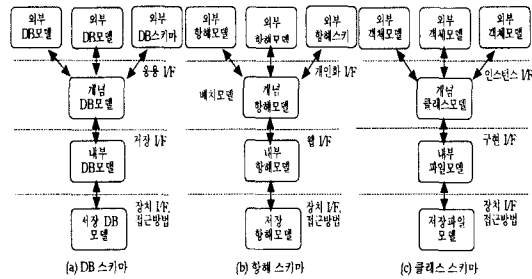 외부 외부 외부 외부 외부 외부 외부 외부 외부
DB모델 DB모델 DB스키마 항해모델 항해모델 항해스키 객체모델 객체모델 객체모델
응용 I/F 개인화 I/F 인스턴스 I/F
개념 배치모델 개념 개념
DB모델 항해모델 클래스모델
저장 I/F 웹 I/F 구현 I/F
내부 내부 내부
DB모델 항해모델 파일모델
장치 I/F, 장치 I/F, 장치 I/F,
접근방법 접근방법 접근방법
저장 DB 저장 저장파일
모델 항해모델 모델
(a) DB 스키마 (b) 항해 스키마 (c) 클래스 스키마